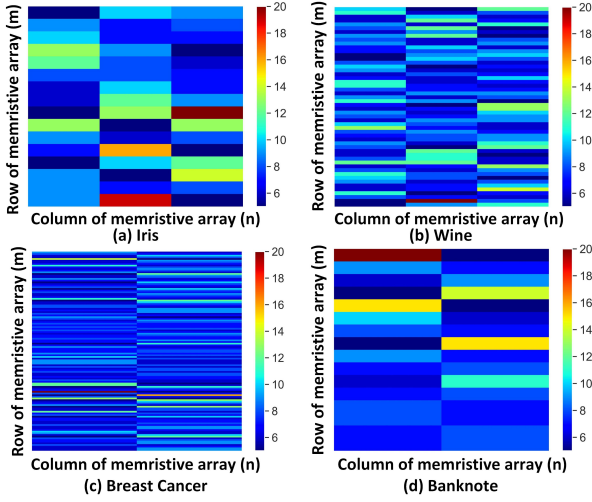 Row of memristive array (m)
20
18
16
14
12
10
8
6
Column of memristive array (n)
(a) Iris
Row of memristive array (m)
20
18
16
14
12
10
8
6
Column of memristive array (n)
(b) Wine
Row of memristive array (m)
20
18
16
14
12
10
8
6
Column of memristive array (n)
(c) Breast Cancer
Row of memristive array (m)
20
18
16
14
12
10
8
6
Column of memristive array (n)
(d) Banknote